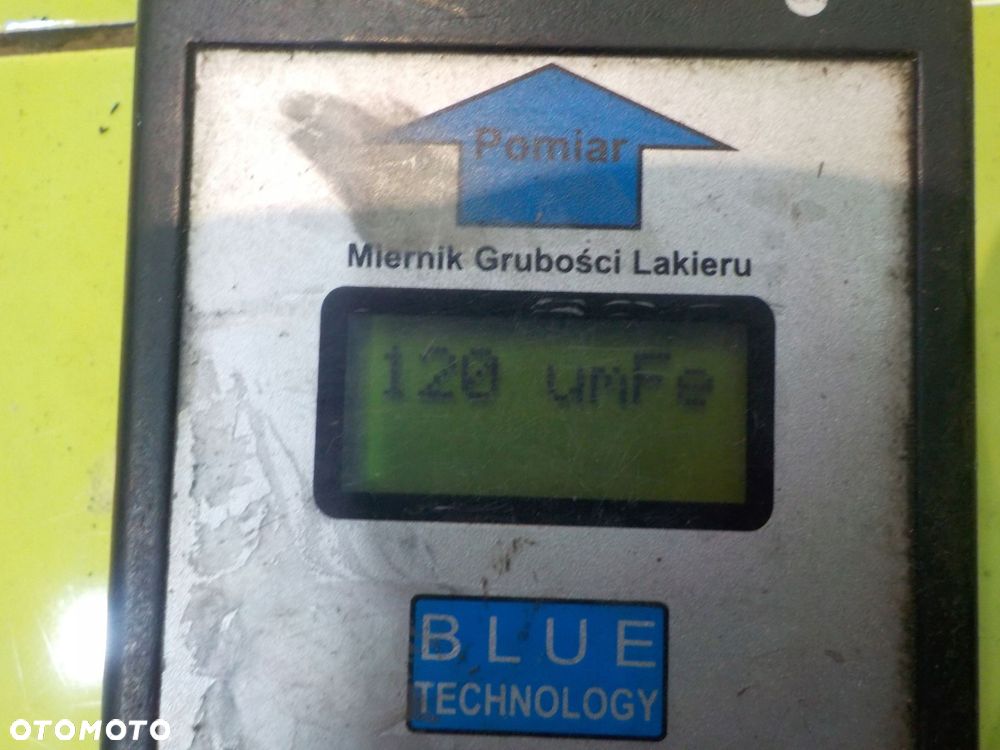 Pomiar
Miernik Grubości Lakieru
120 umFe
BLUE
TECHNOLOGY
OTOMOTO